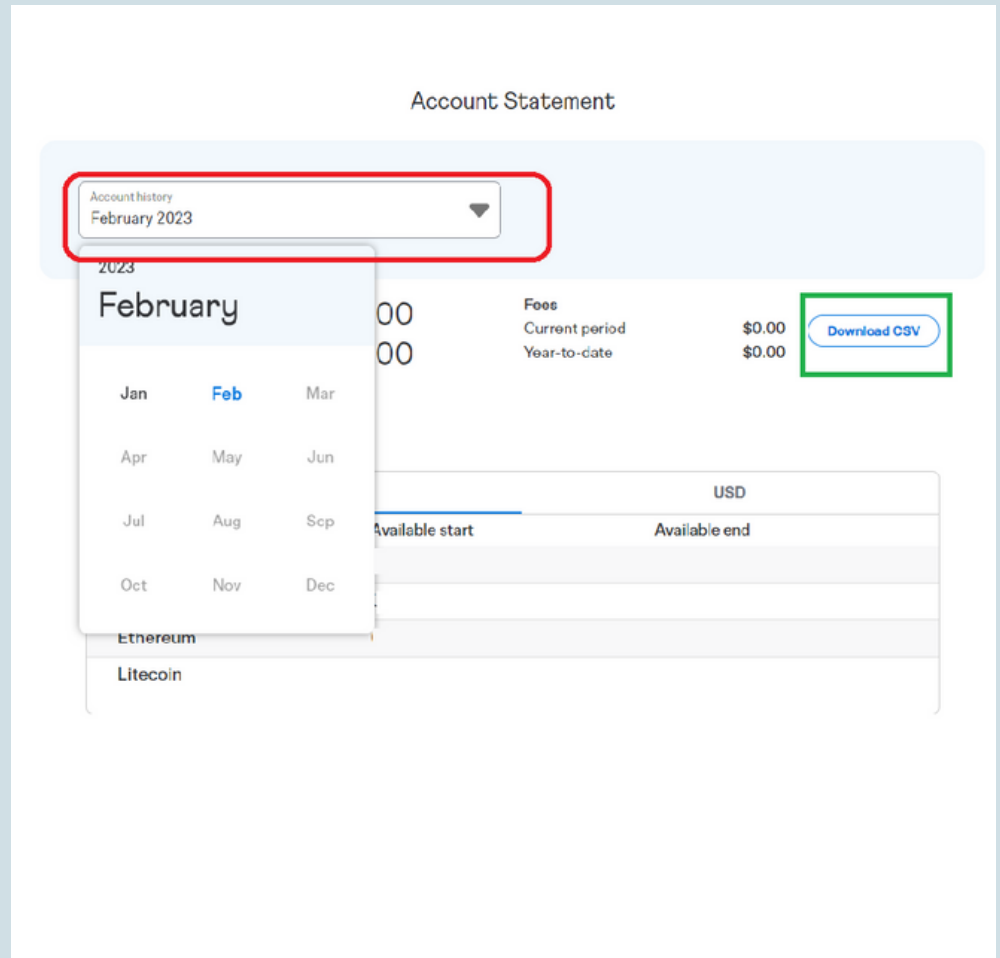 Account Statement
Account history
February 2023
2023
February
Jan Feb Mar
Apr May Jun
Jul Aug Sep
Oct Nov Dec
00
00
Fees
Current period $0.00
Year-to-date $0.00
Download CSV
USD
Available start Available end
Ethereum
Litecoin